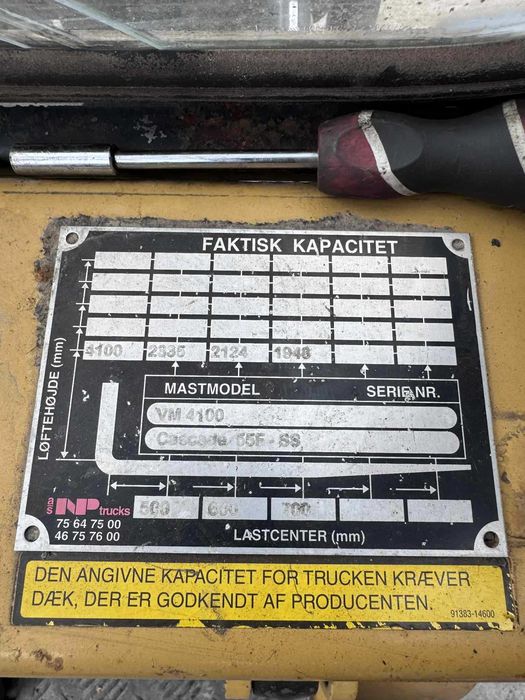 FAKTISK KAPACITET
4100 2335 2124 1948
LØFTEHØJDE (mm)
MASTMODEL SERIE NR.
VM 4100
Cascade 55F - SS
500 600 700
NP trucks
75 64 75 00
46 75 76 00
LASTCENTER (mm)
DEN ANGIVNE KAPACITET FOR TRUCKEN KRÆVER
DÆK, DER ER GODKENDT AF PRODUCENTEN.
91383-14600